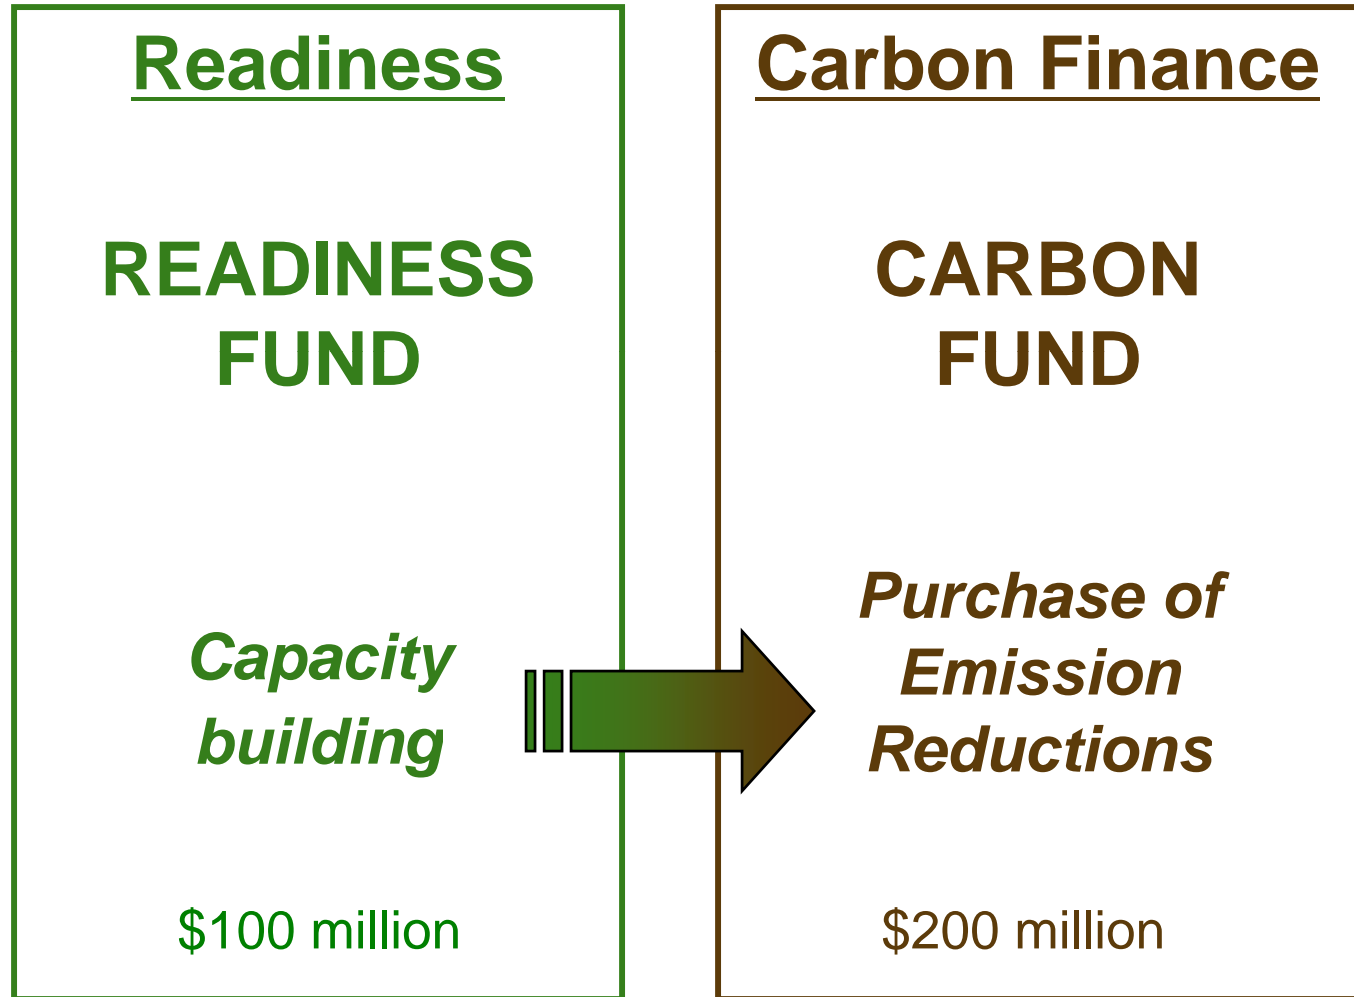 Readiness
READINESS
FUND
Capacity
building
$100 million
Carbon Finance
CARBON
FUND
Purchase of
Emission
Reductions
$200 million